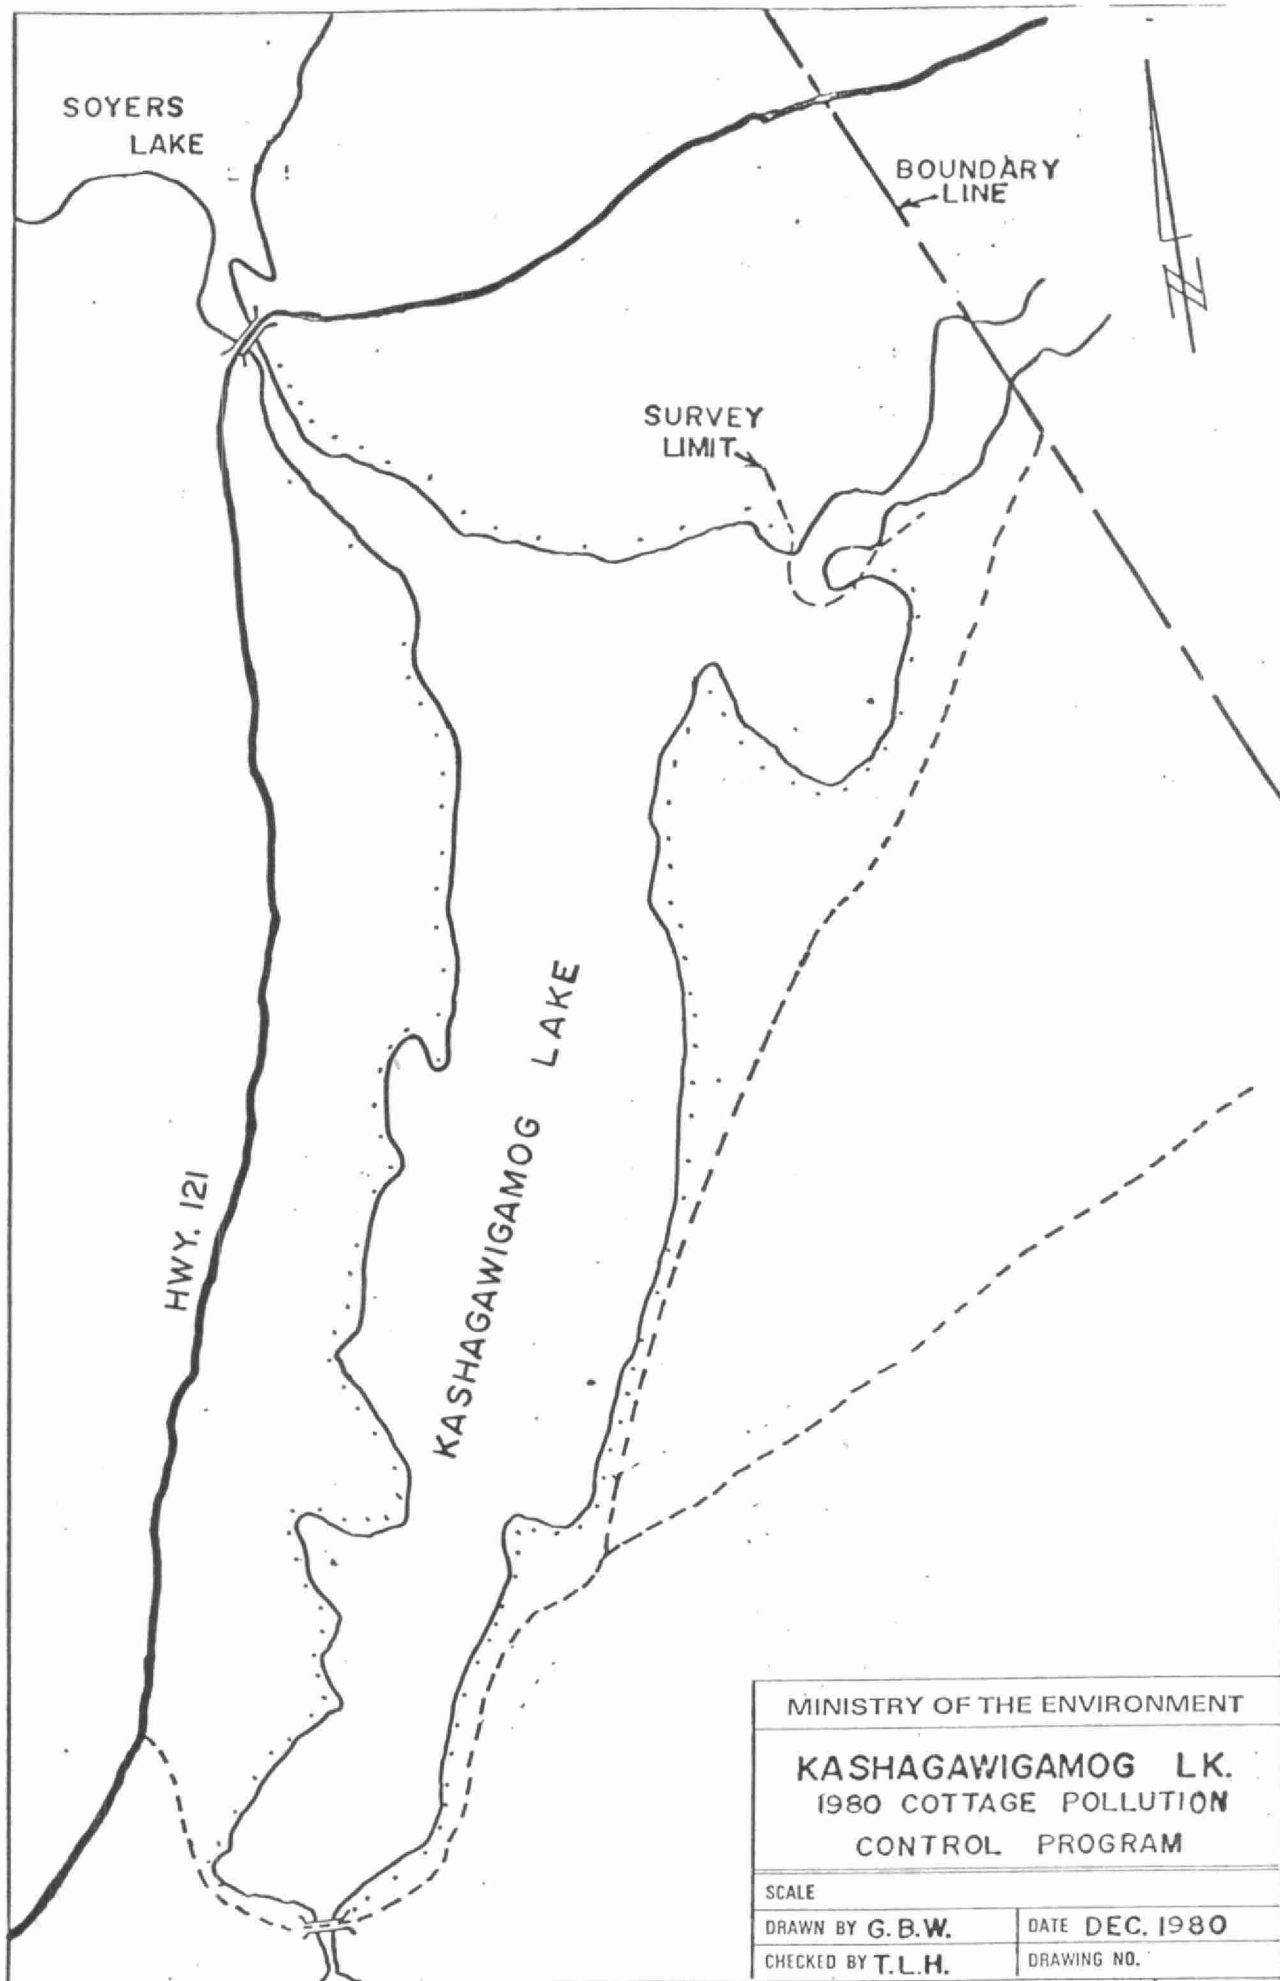 SOYERS
LAKE
BOUNDARY
LINE
SURVEY
LIMIT
N
KASHAGAWIGAMOG LAKE
HWY. 121
MINISTRY OF THE ENVIRONMENT
KASHAGAWIGAMOG LK.
1980 COTTAGE POLLUTION
CONTROL PROGRAM
SCALE
DRAWN BY G.B.W.
DATE DEC. 1980
CHECKED BY T.L.H.
DRAWING NO.